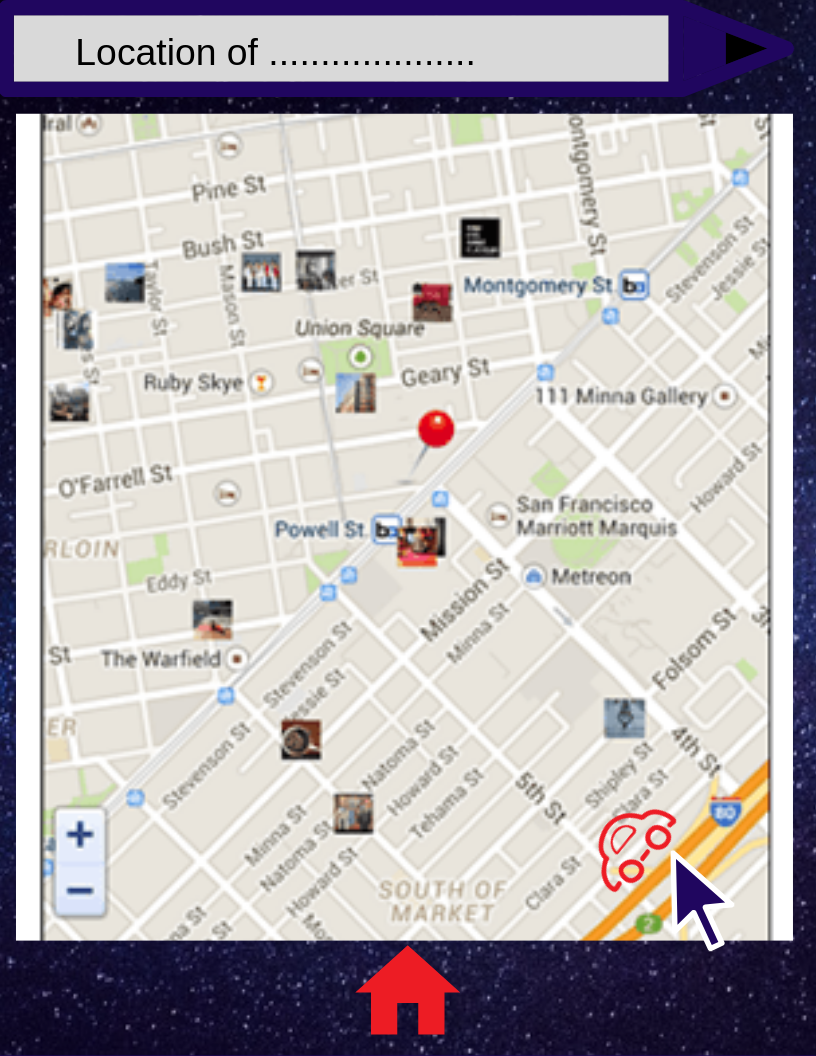 Location of ....................
Pine St
Bush St
Montgomery St
Stevenson St
Jessie St
Taylor St
Mason St
Montgomery St
Union Square
Ruby Skye
Geary St
111 Minna Gallery
O'Farrell St
Howard St
San Francisco
Marriott Marquis
Powell St
Eddy St
Metreon
Mission St
Minna St
St
The Warfield
Stevenson St
Folsom St
Stevenson St
Natoma St
Howard St
Tehama St
4th St
5th St
Shipley St
Clara St
80
Minna St
Natoma St
Howard St
Clara St
SOUTH OF
MARKET
2
+
−